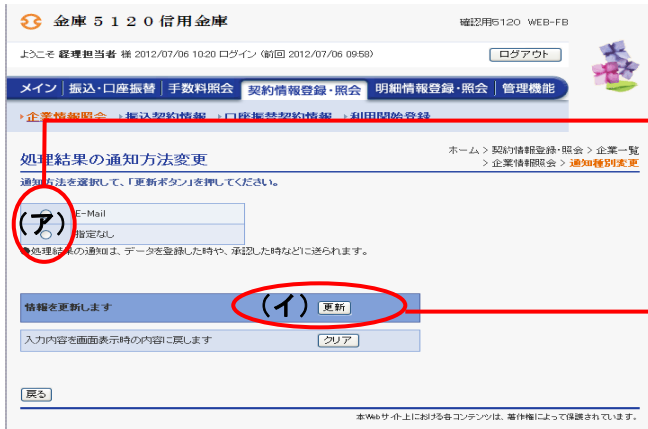 金庫５１２０信用金庫
確認用5120 WEB-FB
ようこそ 経理担当者 様 2012/07/06 10:20 ログイン (前回 2012/07/06 09:58)
ログアウト
メイン 振込・口座振替 手数料照会 契約情報登録・照会 明細情報登録・照会 管理機能
企業情報照会 振込契約情報 口座振替契約情報 利用開始登録
処理結果の通知方法変更
ホーム > 契約情報登録・照会 > 企業一覧
> 企業情報照会 > 通知種別変更
通知方法を選択して、「更新ボタン」を押してください。
(ア)
E-Mail
指定なし
●処理結果の通知は、データを登録した時や、承認した時などに送られます。
情報を更新します
(イ)
更新
入力内容を画面表示時の内容に戻します
クリア
戻る
本Webサイト上における各コンテンツは、著作権によって保護されています。